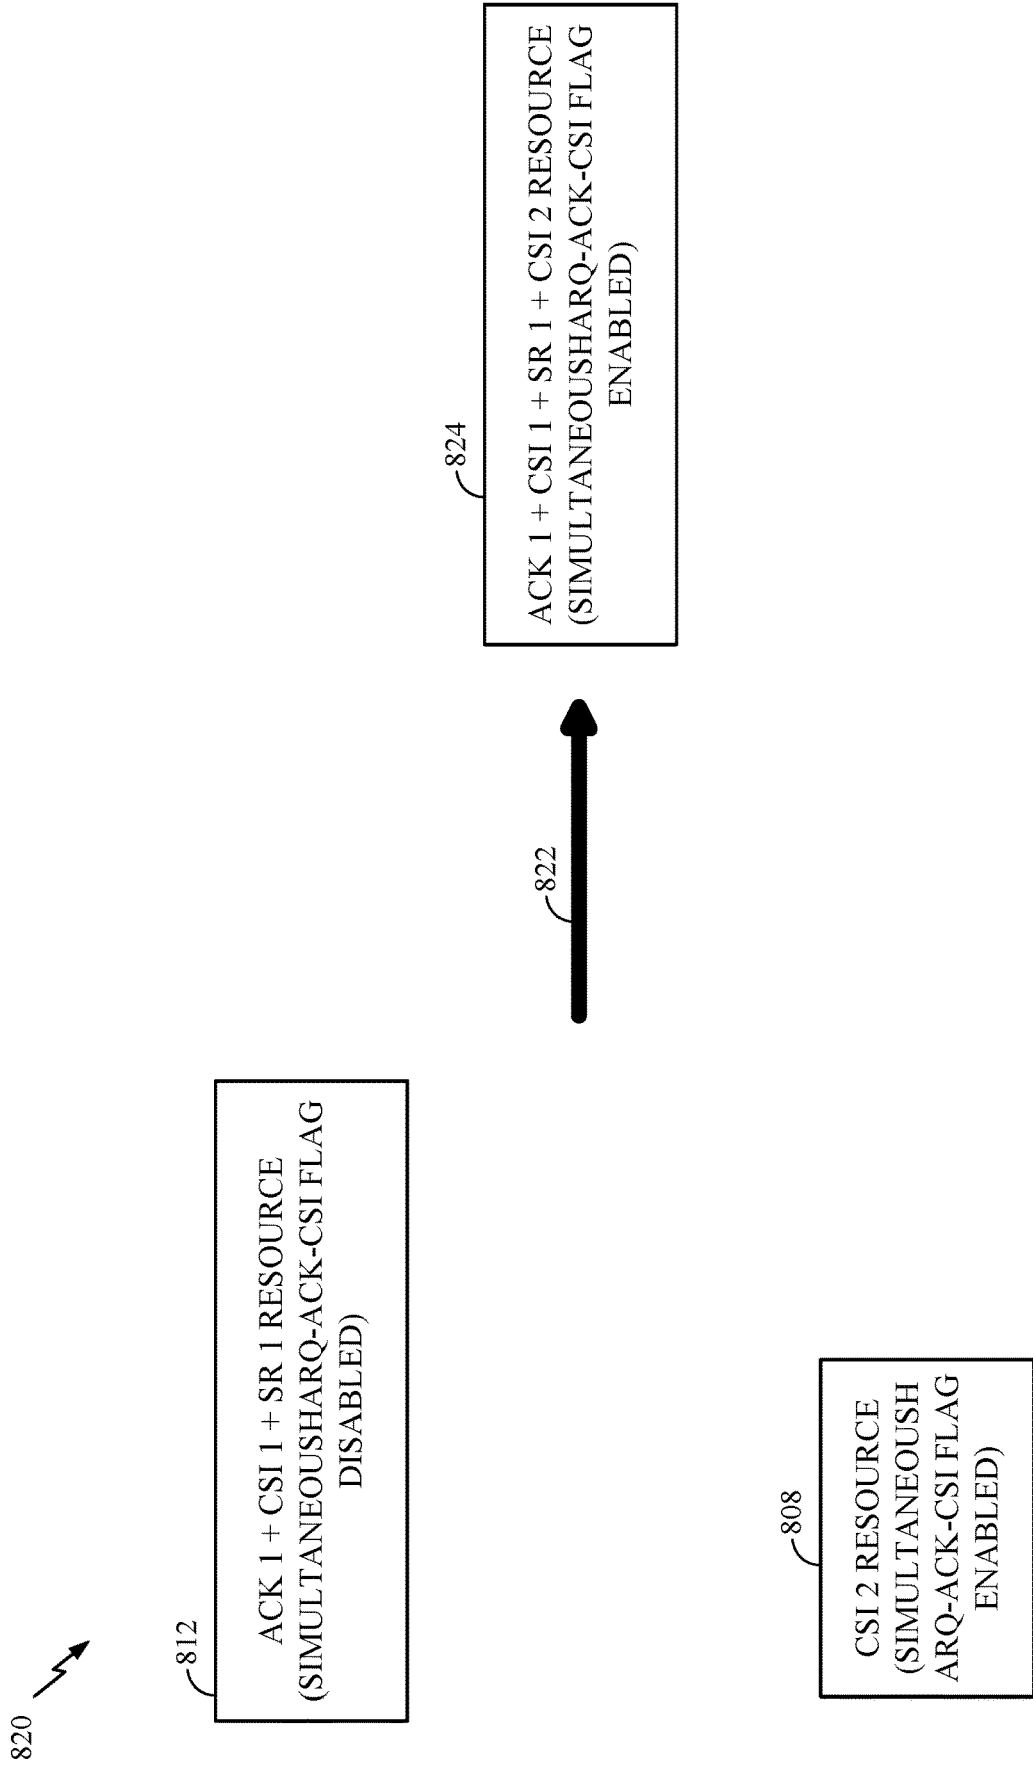 820
812
ACK 1 + CSI 1 + SR 1 RESOURCE
(SIMULTANEOUSHARQ-ACK-CSI FLAG
DISABLED)
808
CSI 2 RESOURCE
(SIMULTANEOUSH
ARQ-ACK-CSI FLAG
ENABLED)
822
824
ACK 1 + CSI 1 + SR 1 + CSI 2 RESOURCE
(SIMULTANEOUSHARQ-ACK-CSI FLAG
ENABLED)